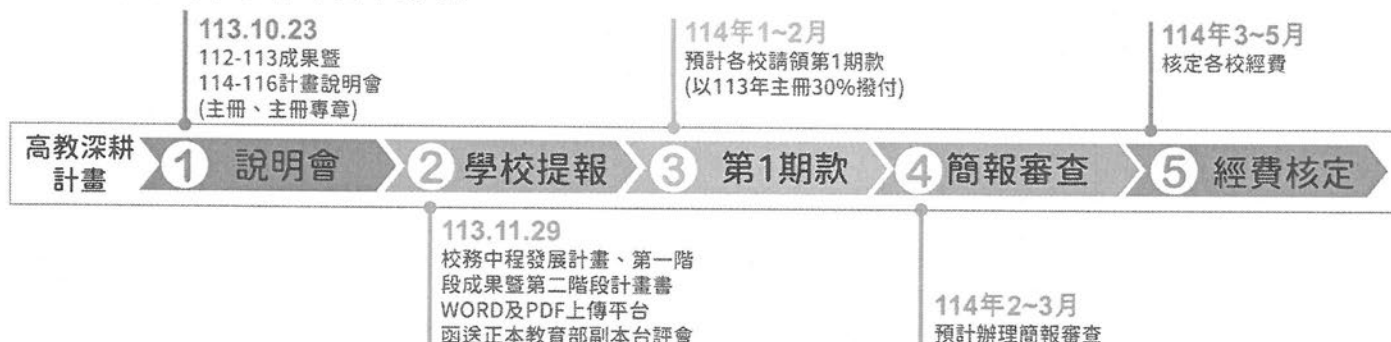 113.10.23
112-113成果暨
114-116計畫說明會
(主冊、主冊專章)
114年1~2月
預計各校請領第1期款
(以113年主冊30%撥付)
114年3~5月
核定各校經費
高教深耕
計畫
1 說明會
2 學校提報
3 第1期款
4 簡報審查
5 經費核定
113.11.29
校務中程發展計畫、第一階
段成果暨第二階段計畫書
WORD及PDF上傳平台
函送正本教育部副本台評會
114年2~3月
預計辦理簡報審查